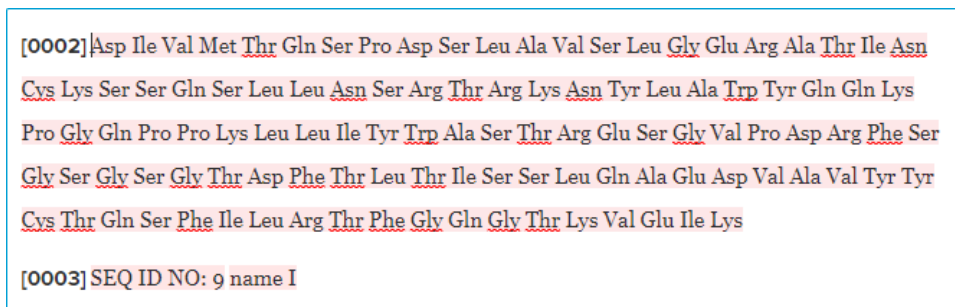 [0002] Asp Ile Val Met Thr Gln Ser Pro Asp Ser Leu Ala Val Ser Leu Gly Glu Arg Ala Thr Ile Asn
Cys Lys Ser Ser Gln Ser Leu Leu Asn Ser Arg Thr Arg Lys Asn Tyr Leu Ala Trp Tyr Gln Gln Lys
Pro Gly Gln Pro Pro Lys Leu Leu Ile Tyr Trp Ala Ser Thr Arg Glu Ser Gly Val Pro Asp Arg Phe Ser
Gly Ser Gly Ser Gly Thr Asp Phe Thr Leu Thr Ile Ser Ser Leu Gln Ala Glu Asp Val Ala Val Tyr Tyr
Cys Thr Gln Ser Phe Ile Leu Arg Thr Phe Gly Gln Gly Thr Lys Val Glu Ile Lys
[0003] SEQ ID NO: 9 name I